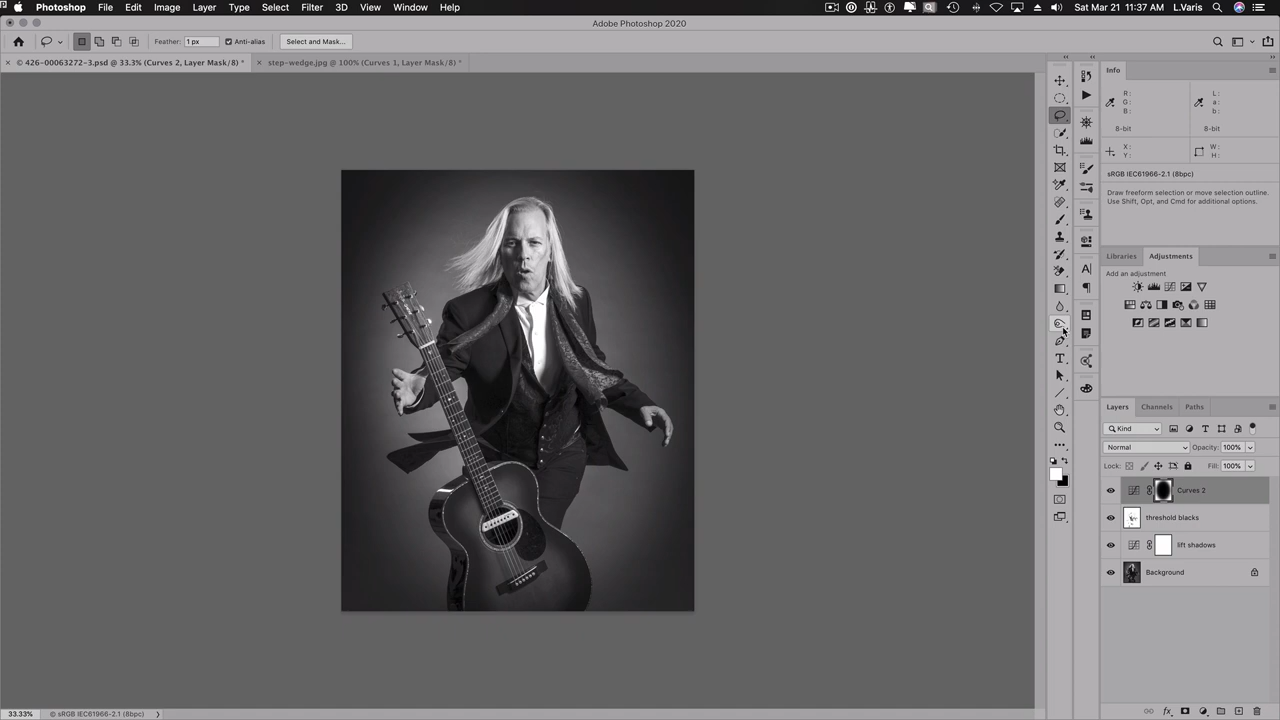 Photoshop File Edit Image Layer Type Select Filter 3D View Window Help Sat Mar 21 11:37 AM L.Varis
Adobe Photoshop 2020
Feather: 1 px Anti-alias Select and Mask...
© 426-00063272-3.psd @ 33.3% (Curves 2, Layer Mask/8) * step-wedge.jpg @ 100% (Curves 1, Layer Mask/8) *
Info
R: L:
G: a:
B: b:
8-bit 8-bit
X: W:
Y: H:
sRGB IEC61966-2.1 (8bpc)
Draw freeform selection or move selection outline.
Use Shift, Opt, and Cmd for additional options.
Libraries Adjustments
Add an adjustment
Layers Channels Paths
Kind
Normal Opacity: 100%
Lock: Fill: 100%
Curves 2
threshold blacks
lift shadows
Background
33.33% © sRGB IEC61966-2.1 (8bpc)